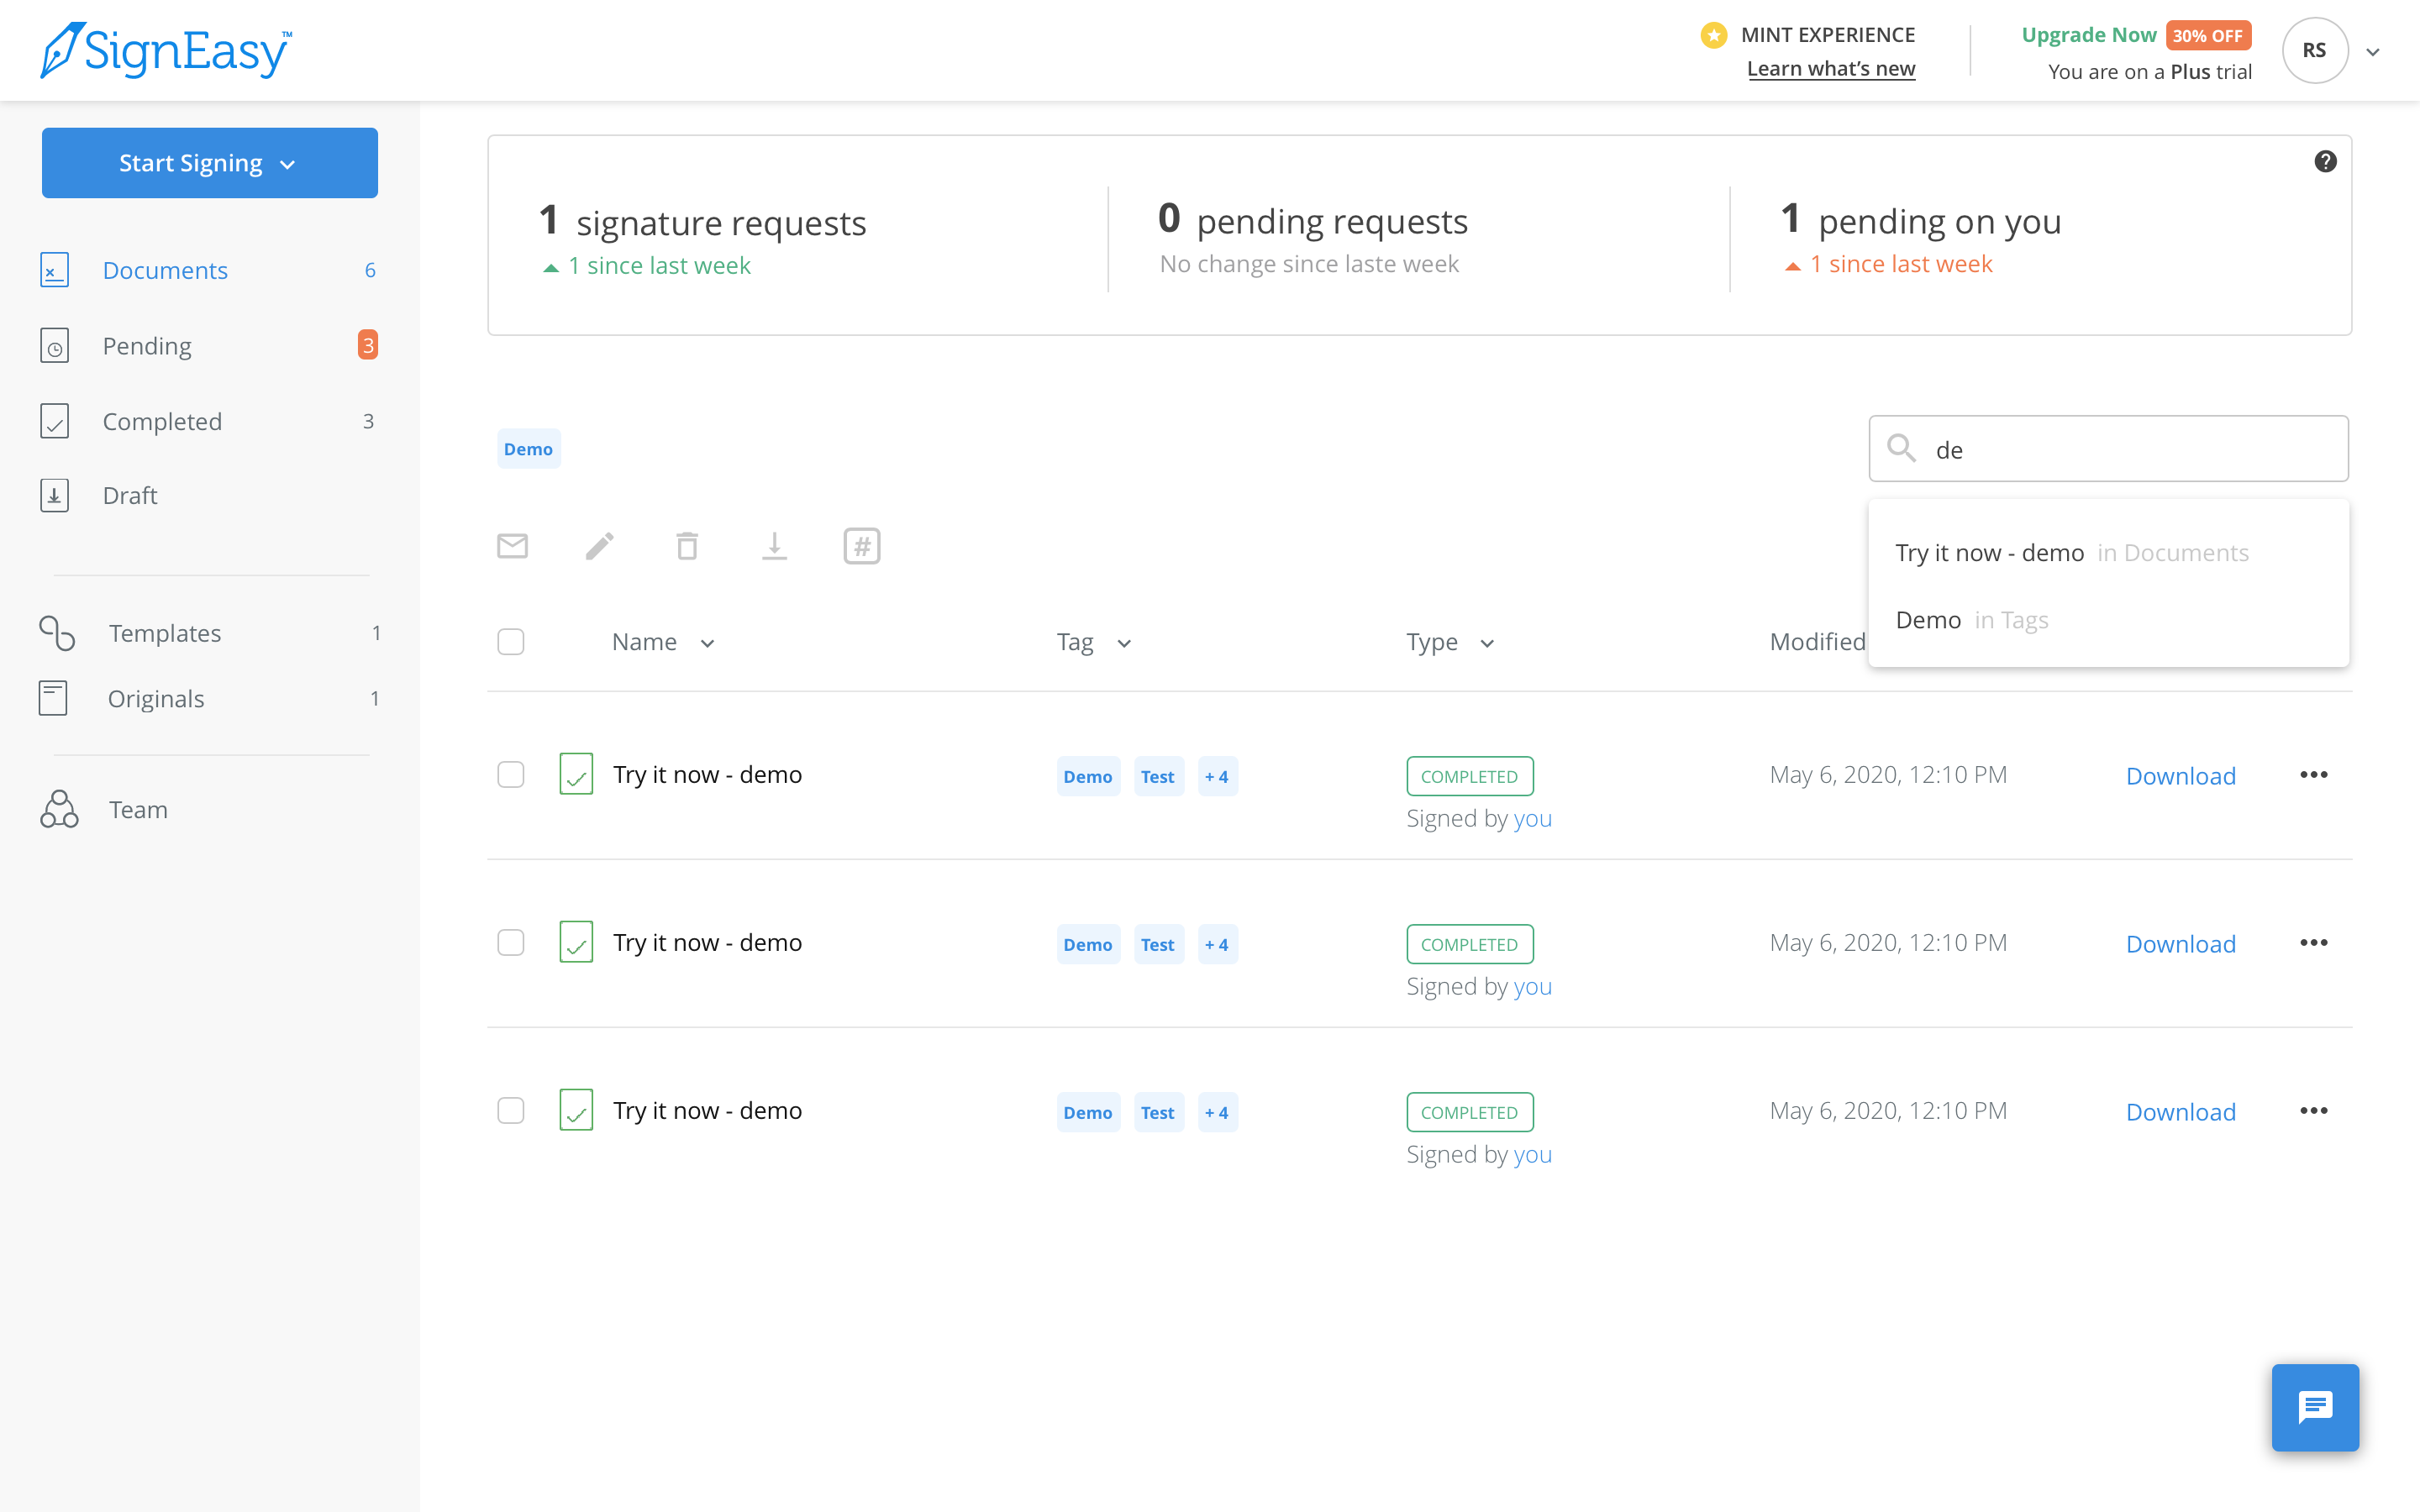 SignEasy™
MINT EXPERIENCE
Learn what's new
Upgrade Now 30% OFF
You are on a Plus trial
RS
Start Signing
Documents 6
Pending 3
Completed 3
Draft
Templates 1
Originals 1
Team
1 signature requests
1 since last week
0 pending requests
No change since laste week
1 pending on you
1 since last week
?
Demo
de
Try it now - demo in Documents
Demo in Tags
#
Name Tag Type Modified
Try it now - demo Demo Test + 4 COMPLETED May 6, 2020, 12:10 PM Download
Signed by you
Try it now - demo Demo Test + 4 COMPLETED May 6, 2020, 12:10 PM Download
Signed by you
Try it now - demo Demo Test + 4 COMPLETED May 6, 2020, 12:10 PM Download
Signed by you